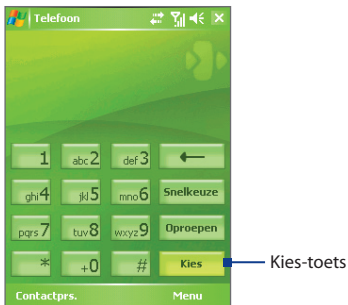 Telefoon
1 abc2 def3
ghi4 jkl5 mno6 Snelkeuze
pqrs7 tuv8 wxyz9 Oproepen
* +0 # Kies Kies-toets
Contactprs. Menu